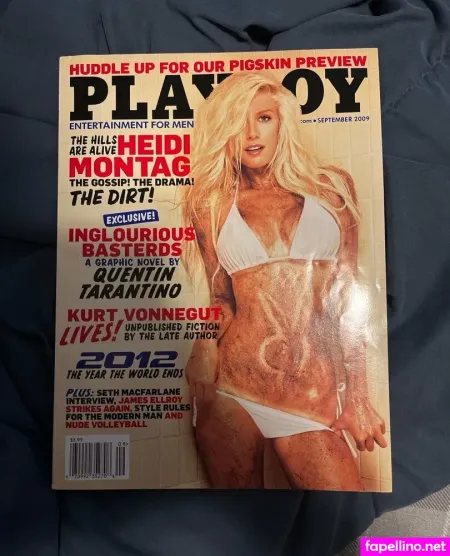 HUDDLE UP FOR OUR PIGSKIN PREVIEW
PLAY OY
ENTERTAINMENT FOR MEN
.com • SEPTEMBER 2009
THE HILLS
ARE ALIVE
HEIDI
MONTAG
THE GOSSIP! THE DRAMA!
THE DIRT!
EXCLUSIVE!
INGLOURIOUS
BASTERDS
A GRAPHIC NOVEL BY
QUENTIN
TARANTINO
KURT VONNEGUT
LIVES!
UNPUBLISHED FICTION
BY THE LATE AUTHOR
2012
THE YEAR THE WORLD ENDS
PLUS: SETH MACFARLANE
INTERVIEW, JAMES ELLROY
STRIKES AGAIN, STYLE RULES
FOR THE MODERN MAN AND
NUDE VOLLEYBALL
fapellino.net